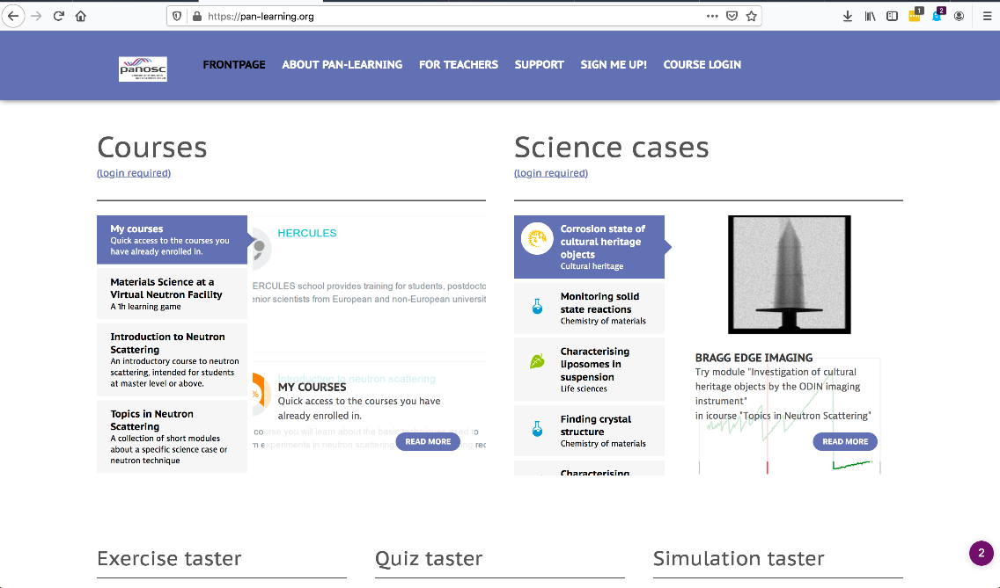 https://pan-learning.org
1
2
panosc
FRONTPAGE
ABOUT PAN-LEARNING
FOR TEACHERS
SUPPORT
SIGN ME UP!
COURSE LOGIN
Courses
(login required)
My courses
Quick access to the courses you
have already enrolled in.
Materials Science at a
Virtual Neutron Facility
A 1h learning game
Introduction to Neutron
Scattering
An introductory course to neutron
scattering, intended for students
at master level or above.
Topics in Neutron
Scattering
A collection of short modules
about a specific science case or
neutron technique
HERCULES
ERCULES school provides training for students, postdocto
enior scientists from European and non-European universit
Introduction to neutron scattering
%
MY COURSES
Quick access to the courses you have
already enrolled in.
course you will learn about the basic techniques used to
experiments in neutron scattering
rec
READ MORE
Science cases
(login required)
Corrosion state of
cultural heritage
objects
Cultural heritage
Monitoring solid
state reactions
Chemistry of materials
Characterising
liposomes in
suspension
Life sciences
Finding crystal
structure
Chemistry of materials
Characterising
BRAGG EDGE IMAGING
Try module "Investigation of cultural
heritage objects by the ODIN imaging
instrument"
in icourse "Topics in Neutron Scattering"
READ MORE
Exercise taster
Quiz taster
Simulation taster
2